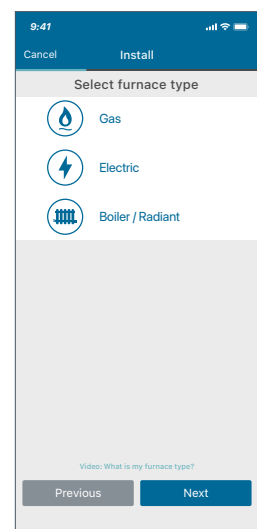 9:41
Cancel Install
Select furnace type
Gas
Electric
Boiler / Radiant
Video: What is my furnace type?
Previous Next